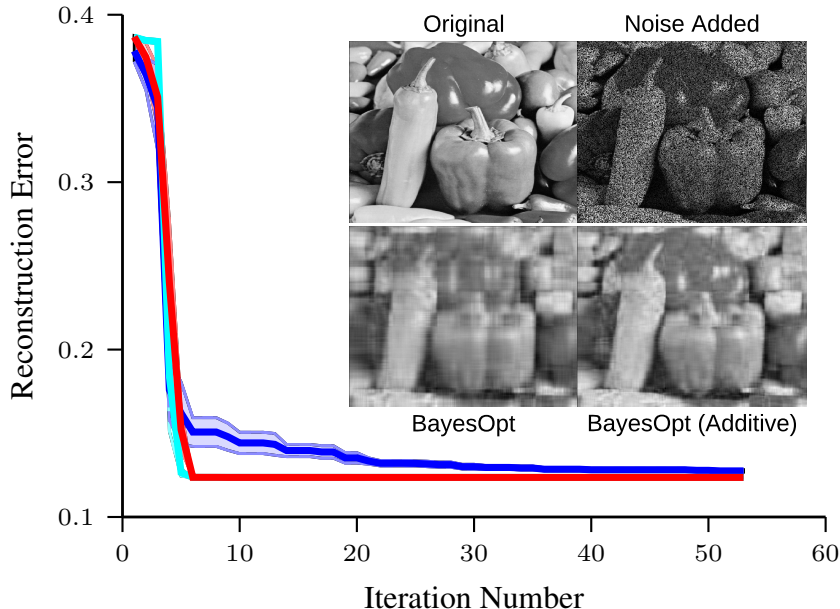 0.4
0.3
0.2
0.1
Reconstruction Error
Original Noise Added
BayesOpt BayesOpt (Additive)
0 10 20 30 40 50 60
Iteration Number